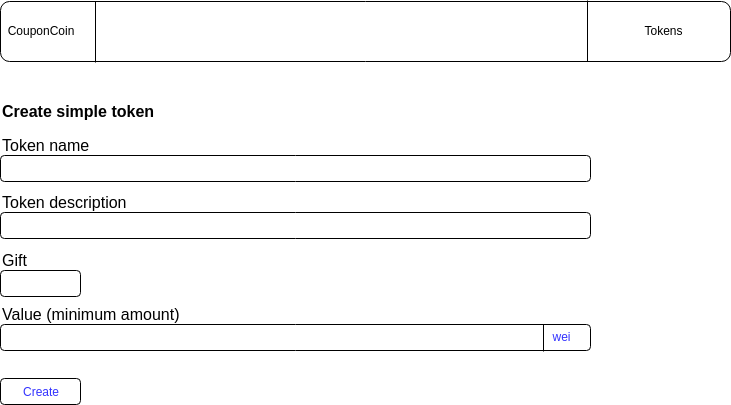 CouponCoin Tokens
Create simple token
Token name
Token description
Gift
Value (minimum amount)
wei
Create